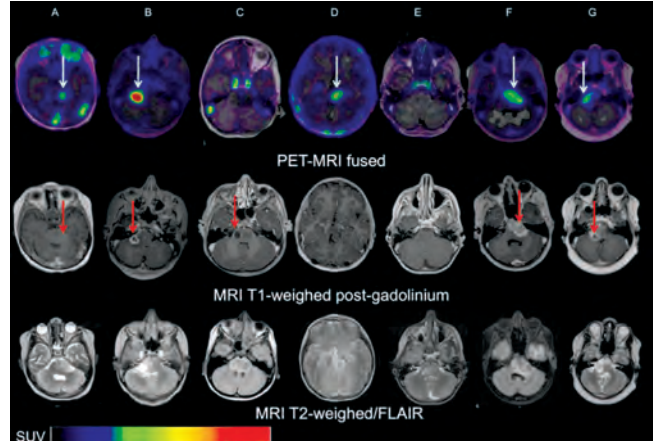 A B C D E F G
PET-MRI fused
MRI T1-weighed post-gadolinium
MRI T2-weighed/FLAIR
SUV